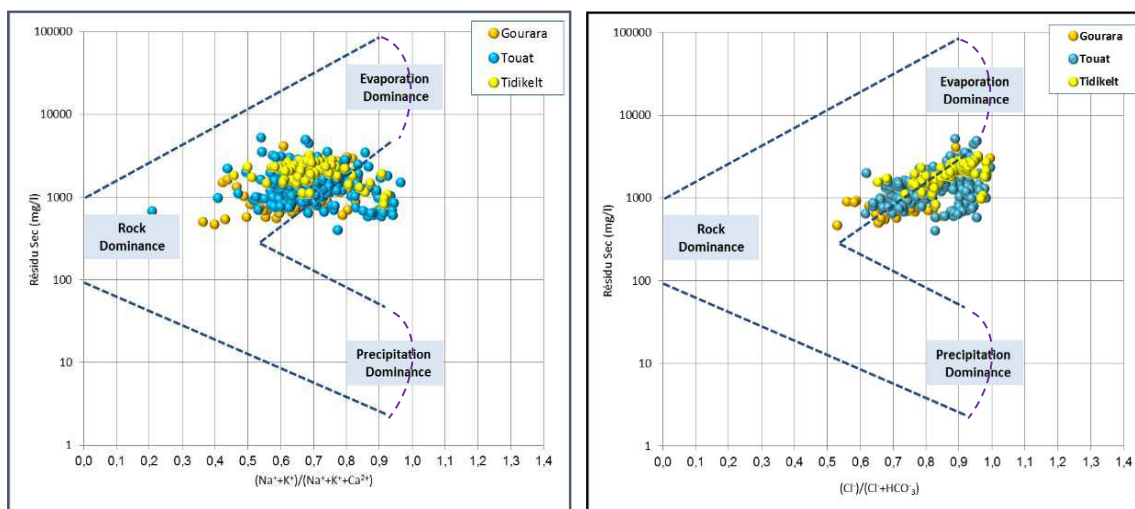 100000
10000
1000
100
10
1
Résidu Sec (mg/l)
Gourara
Touat
Tidikelt
Evaporation
Dominance
Rock
Dominance
Precipitation
Dominance
0,0 0,1 0,2 0,3 0,4 0,5 0,6 0,7 0,8 0,9 1,0 1,1 1,2 1,3 1,4
(Na⁺+K⁺)/(Na⁺+K⁺+Ca²⁺)
100000
10000
1000
100
10
1
Résidu Sec (mg/l)
Gourara
Touat
Tidikelt
Evaporation
Dominance
Rock
Dominance
Precipitation
Dominance
0,0 0,1 0,2 0,3 0,4 0,5 0,6 0,7 0,8 0,9 1,0 1,1 1,2 1,3 1,4
(Cl⁻)/(Cl⁻+HCO⁻₃)